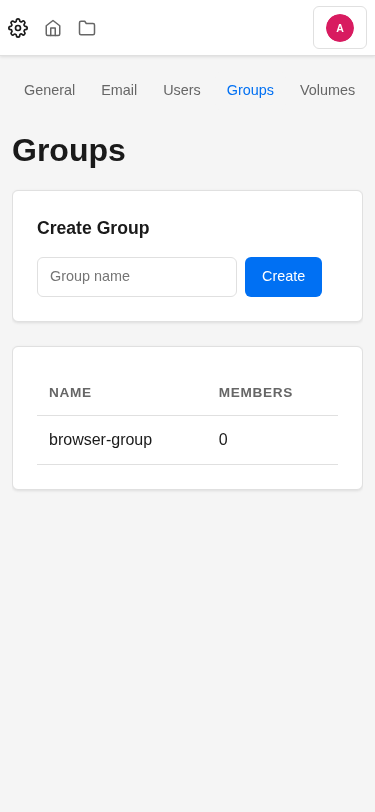 A
General Email Users Groups Volumes
Groups
Create Group
Group name Create
NAME MEMBERS
browser-group 0